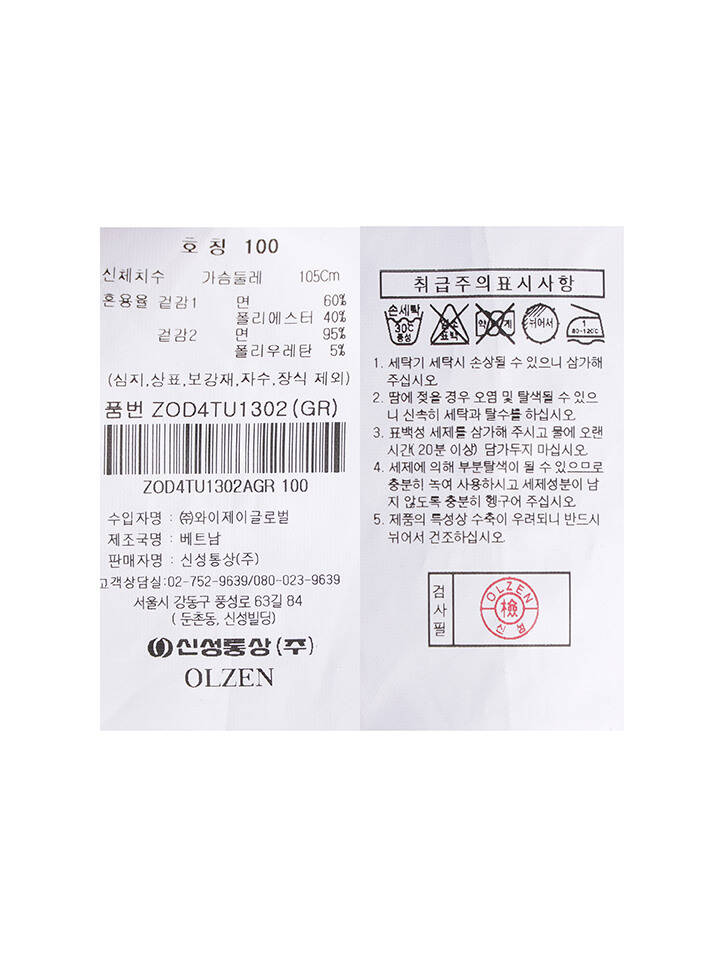 호 칭 100
신체치수 가슴둘레 105Cm
혼용율 겉감1 면 60%
폴리에스터 40%
겉감2 면 95%
폴리우레탄 5%
(심지,상표,보강재,자수,장식 제외)
품번 ZOD4TU1302(GR)
ZOD4TU1302AGR 100
수입자명 : ㈜와이제이글로벌
제조국명 : 베트남
판매자명 : 신성통상(주)
고객상담실:02-752-9639/080-023-9639
서울시 강동구 풍성로 63길 84
( 둔촌동, 신성빌딩)
신성통상(주)
OLZEN
취급주의표시사항
손세탁
30℃
중성
표백
뉘어서
1
80-120℃
1. 세탁기 세탁시 손상될 수 있으니 삼가해
주십시오.
2. 땀에 젖을 경우 오염 및 탈색될 수 있으
니 신속히 세탁과 탈수를 하십시오.
3. 표백성 세제를 삼가해 주시고 물에 오랜
시간(20분 이상) 담가두지 마십시오.
4. 세제에 의해 부분탈색이 될 수 있으므로
충분히 녹여 사용하시고 세제성분이 남
지 않도록 충분히 헹구어 주십시오.
5. 제품의 특성상 수축이 우려되니 반드시
뉘어서 건조하십시오.
검사필
OLZEN
檢
신성